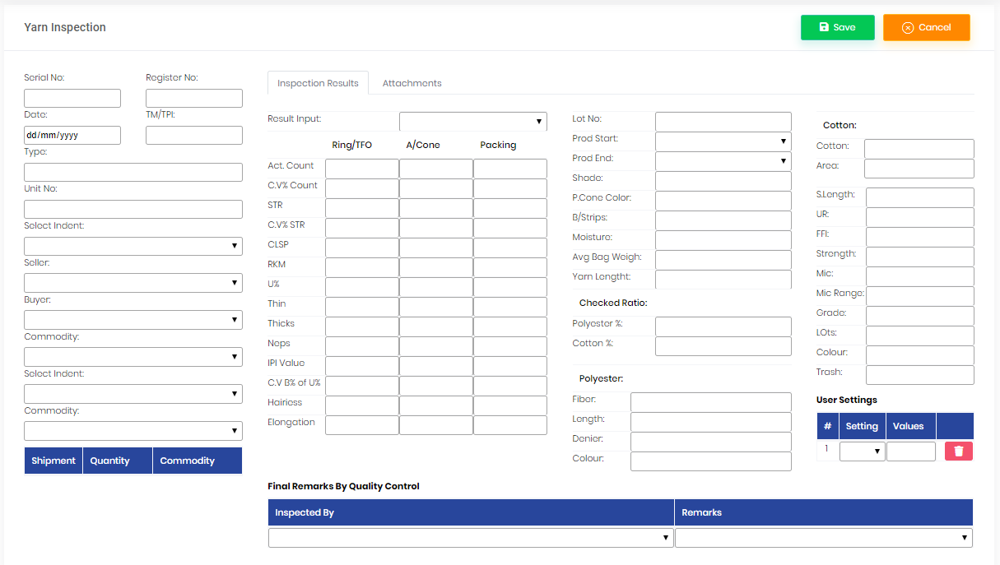 Yarn Inspection
Save
Cancel
Serial No:
Register No:
Date:
TM/TPI:
dd/mm/yyyy
Type:
Unit No:
Select Indent:
Seller:
Buyer:
Commodity:
Select Indent:
Commodity:
Shipment Quantity Commodity
Inspection Results
Attachments
Result Input:
Ring/TFO A/Cone Packing
Act. Count
C.V% Count
STR
C.V% STR
CLSP
RKM
U%
Thin
Thicks
Neps
IPI Value
C.V B% of U%
Hairiess
Elongation
Lot No:
Prod Start:
Prod End:
Shade:
P.Cone Color:
B/Strips:
Moisture:
Avg Bag Weigh:
Yarn Lenght:
Checked Ratio:
Polyester %:
Cotton %:
Polyester:
Fiber:
Length:
Denier:
Colour:
Cotton:
Cotton:
Area:
S.Length:
UR:
FFI:
Strength:
Mic:
Mic Range:
Grade:
LOts:
Colour:
Trash:
User Settings
# Setting Values
1
Final Remarks By Quality Control
Inspected By Remarks